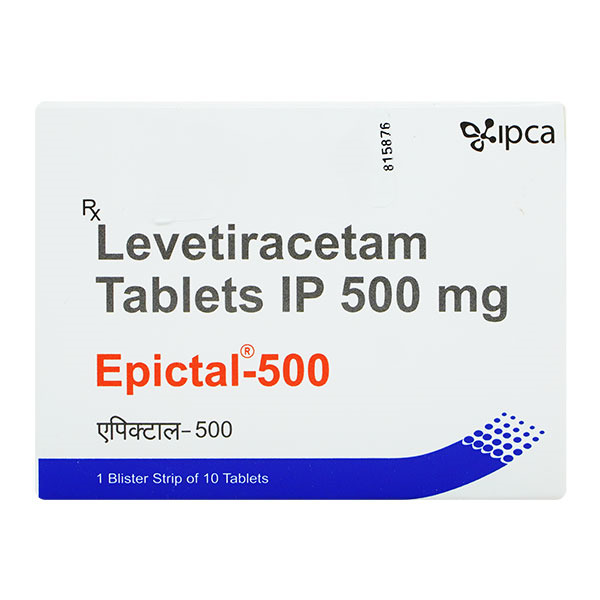 815876
ipca
Rx
Levetiracetam
Tablets IP 500 mg
Epictal®-500
एपिक्टाल-500
1 Blister Strip of 10 Tablets